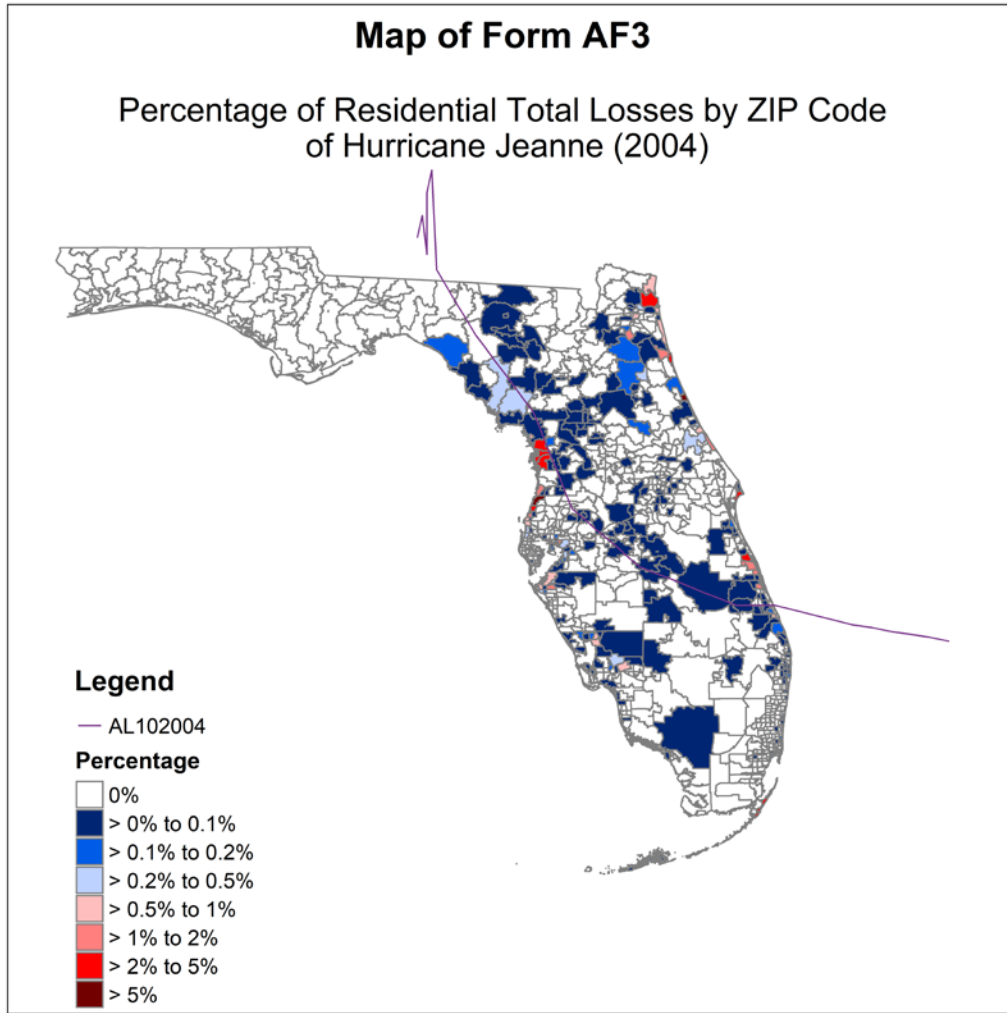 Map of Form AF3
Percentage of Residential Total Losses by ZIP Code
of Hurricane Jeanne (2004)
Legend
AL102004
Percentage
0%
> 0% to 0.1%
> 0.1% to 0.2%
> 0.2% to 0.5%
> 0.5% to 1%
> 1% to 2%
> 2% to 5%
> 5%